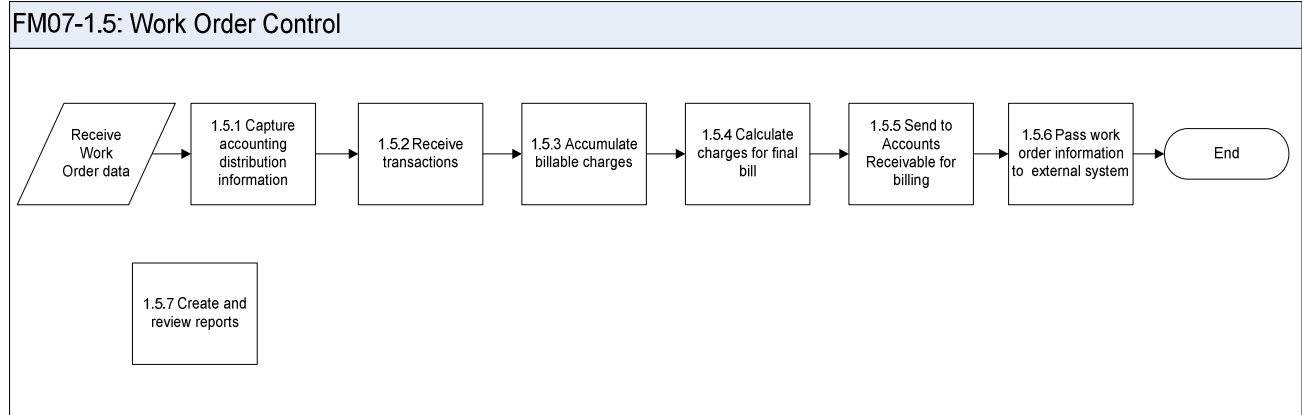 FM07-1.5: Work Order Control
Receive
Work
Order data
1.5.1 Capture
accounting
distribution
information
1.5.2 Receive
transactions
1.5.3 Accumulate
billable charges
1.5.4 Calculate
charges for final
bill
1.5.5 Send to
Accounts
Receivable for
billing
1.5.6 Pass work
order information
to external system
End
1.5.7 Create and
review reports